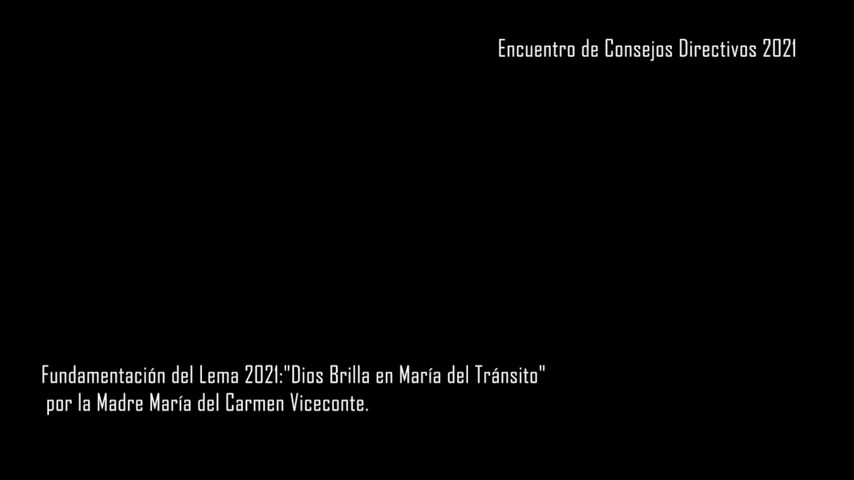 Encuentro de Consejos Directivos 2021
Fundamentación del Lema 2021:"Dios Brilla en María del Tránsito"
por la Madre María del Carmen Viceconte.